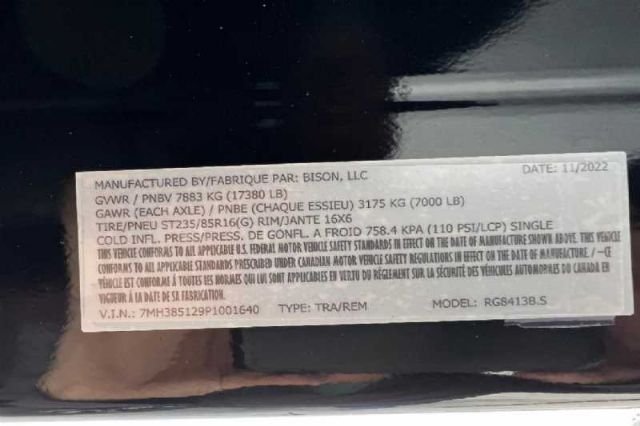 MANUFACTURED BY/FABRIQUE PAR: BISON, LLC DATE: 11/2022
GVWR / PNBV 7883 KG (17380 LB)
GAWR (EACH AXLE) / PNBE (CHAQUE ESSIEU) 3175 KG (7000 LB)
TIRE/PNEU ST235/85R16(G) RIM/JANTE 16X6
COLD INFL. PRESS/PRESS. DE GONFL. A FROID 758.4 KPA (110 PSI/LCP) SINGLE
THIS VEHICLE CONFORMS TO ALL APPLICABLE U.S. FEDERAL MOTOR VEHICLE SAFETY STANDARDS IN EFFECT ON THE DATE OF MANUFACTURE SHOWN ABOVE. / THIS VEHICLE
CONFORMS TO ALL APPLICABLE STANDARDS PRESCRIBED UNDER CANADIAN MOTOR VEHICLE SAFETY REGULATIONS IN EFFECT ON THE DATE OF MANUFACTURE / –CE
VÉHICLE EST CONFORME À TOUTES LES NORMES QUI LUI SONT APPLICABLES EN VERTU DU RÈGLEMENT SUR LA SÉCURITÉ DES VÉHICLES AUTOMOBILES DU CANADA EN
VIGUEUR À LA DATE DE SA FABRICATION.
V.I.N.: 7MH385129P1001640 TYPE: TRA/REM MODEL: RG8413B.S